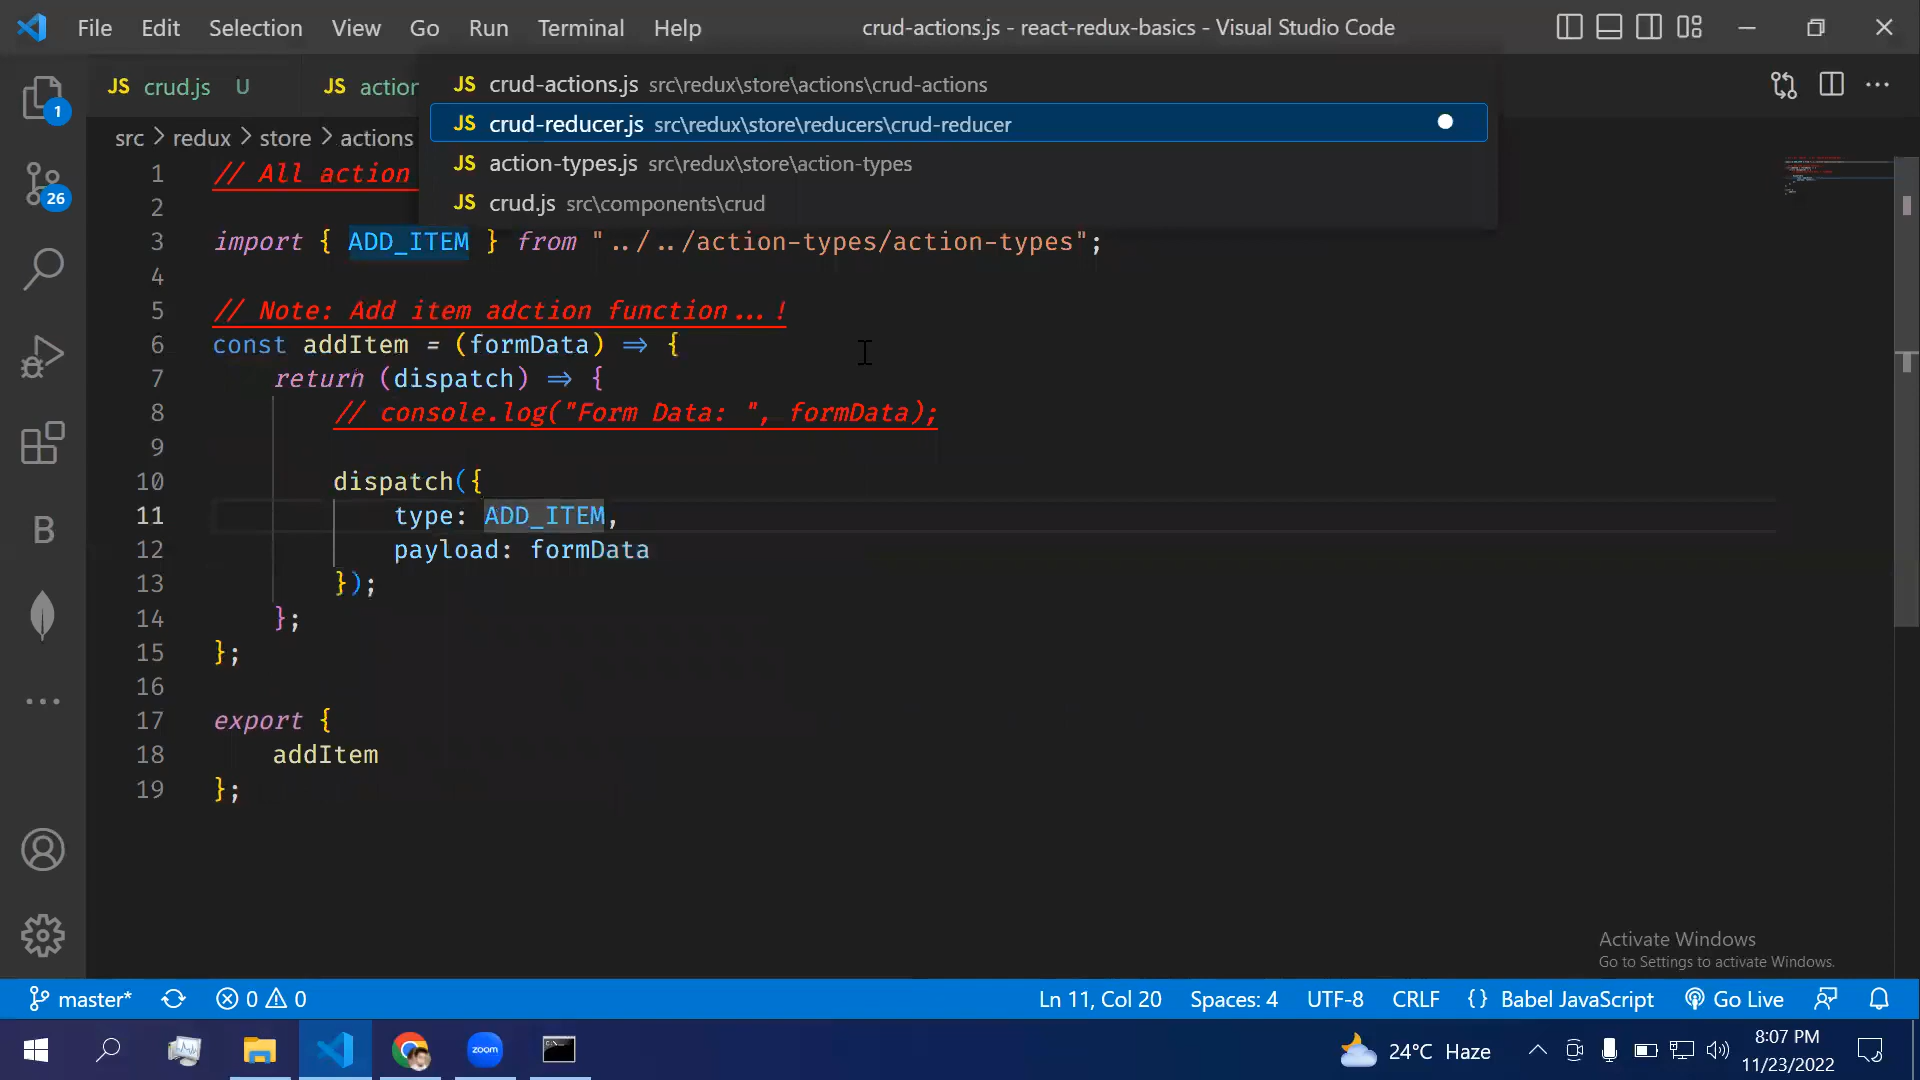 File Edit Selection View Go Run Terminal Help
crud-actions.js - react-redux-basics - Visual Studio Code
JS crud.js U
JS action
JS crud-actions.js src\redux\store\actions\crud-actions
JS crud-reducer.js src\redux\store\reducers\crud-reducer
JS action-types.js src\redux\store\action-types
JS crud.js src\components\crud
src > redux > store > actions
1 // All action
2
3 import { ADD_ITEM } from "../../action-types/action-types";
4
5 // Note: Add item adction function...!
6 const addItem = (formData) => {
7 return (dispatch) => {
8 // console.log("Form Data: ", formData);
9
10 dispatch({
11 type: ADD_ITEM,
12 payload: formData
13 });
14 };
15 };
16
17 export {
18 addItem
19 };
1
26
B
Activate Windows
Go to Settings to activate Windows.
master* 0 0 Ln 11, Col 20 Spaces: 4 UTF-8 CRLF {} Babel JavaScript Go Live
zoom
24°C Haze
8:07 PM
11/23/2022